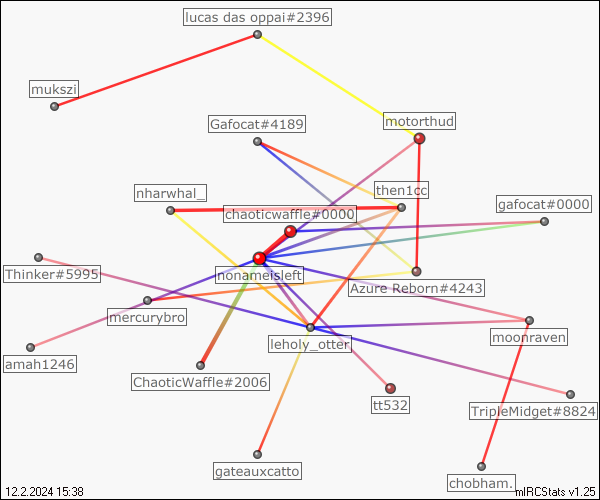 lucas das oppai#2396
mukszi
Gafocat#4189
motorthud
nharwhal_
then1cc
chaoticwaffle#0000
gafocat#0000
Thinker#5995
nonameisleft
Azure Reborn#4243
mercurybro
leholy_otter
moonraven
amah1246
ChaoticWaffle#2006
tt532
TripleMidget#8824
gateauxcatto
chobham.
12.2.2024 15:38
mIRCStats v1.25